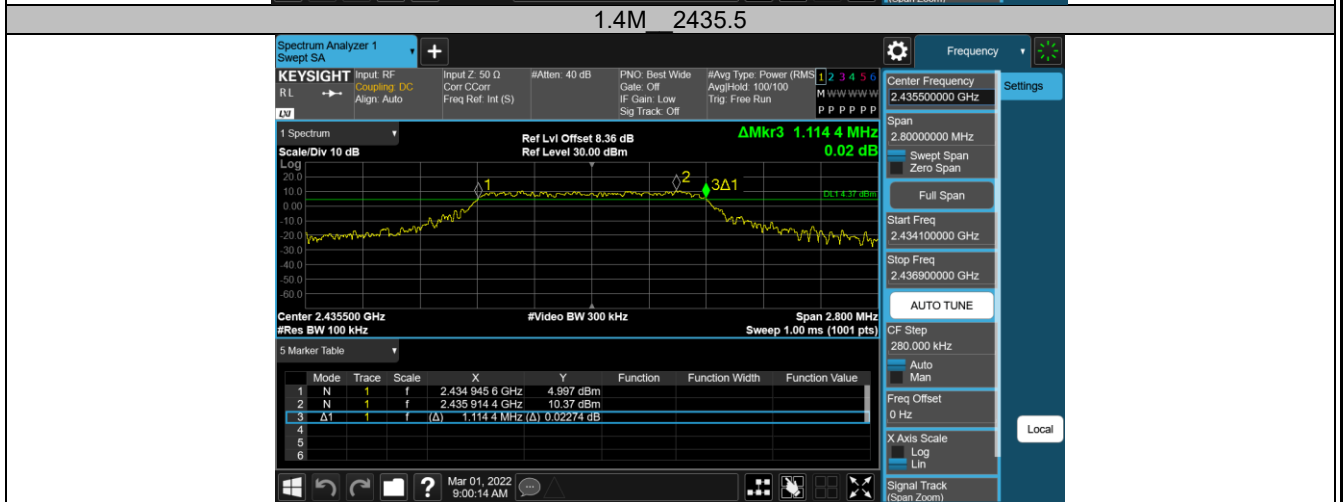 (Span Zoom)
1.4M__2435.5
Spectrum Analyzer 1
Swept SA
+
Frequency
KEYSIGHT Input: RF Input Z: 50 Ω #Atten: 40 dB PNO: Best Wide #Avg Type: Power (RMS 1 2 3 4 5 6
RL Coupling: DC Corr CCorr Gate: Off Avg|Hold: 100/100 M W W W W W
Align: Auto Freq Ref: Int (S) IF Gain: Low Trig: Free Run
LXI Sig Track: Off P P P P P P
1 Spectrum
Ref Lvl Offset 8.36 dB ΔMkr3 1.114 4 MHz
Scale/Div 10 dB Ref Level 30.00 dBm 0.02 dB
Log
20.0
10.0
0.00
-10.0
-20.0
-30.0
-40.0
-50.0
-60.0
1
2
3Δ1
DL1 4.37 dBm
Center 2.435500 GHz #Video BW 300 kHz Span 2.800 MHz
#Res BW 100 kHz Sweep 1.00 ms (1001 pts)
5 Marker Table
Mode Trace Scale X Y Function Function Width Function Value
1 N 1 f 2.434 945 6 GHz 4.997 dBm
2 N 1 f 2.435 914 4 GHz 10.37 dBm
3 Δ1 1 f (Δ) 1.114 4 MHz (Δ) 0.02274 dB
4
5
6
?
Mar 01, 2022
9:00:14 AM
Center Frequency
2.435500000 GHz
Settings
Span
2.80000000 MHz
Swept Span
Zero Span
Full Span
Start Freq
2.434100000 GHz
Stop Freq
2.436900000 GHz
AUTO TUNE
CF Step
280.000 kHz
Auto
Man
Freq Offset
0 Hz
Local
X Axis Scale
Log
Lin
Signal Track
(Span Zoom)